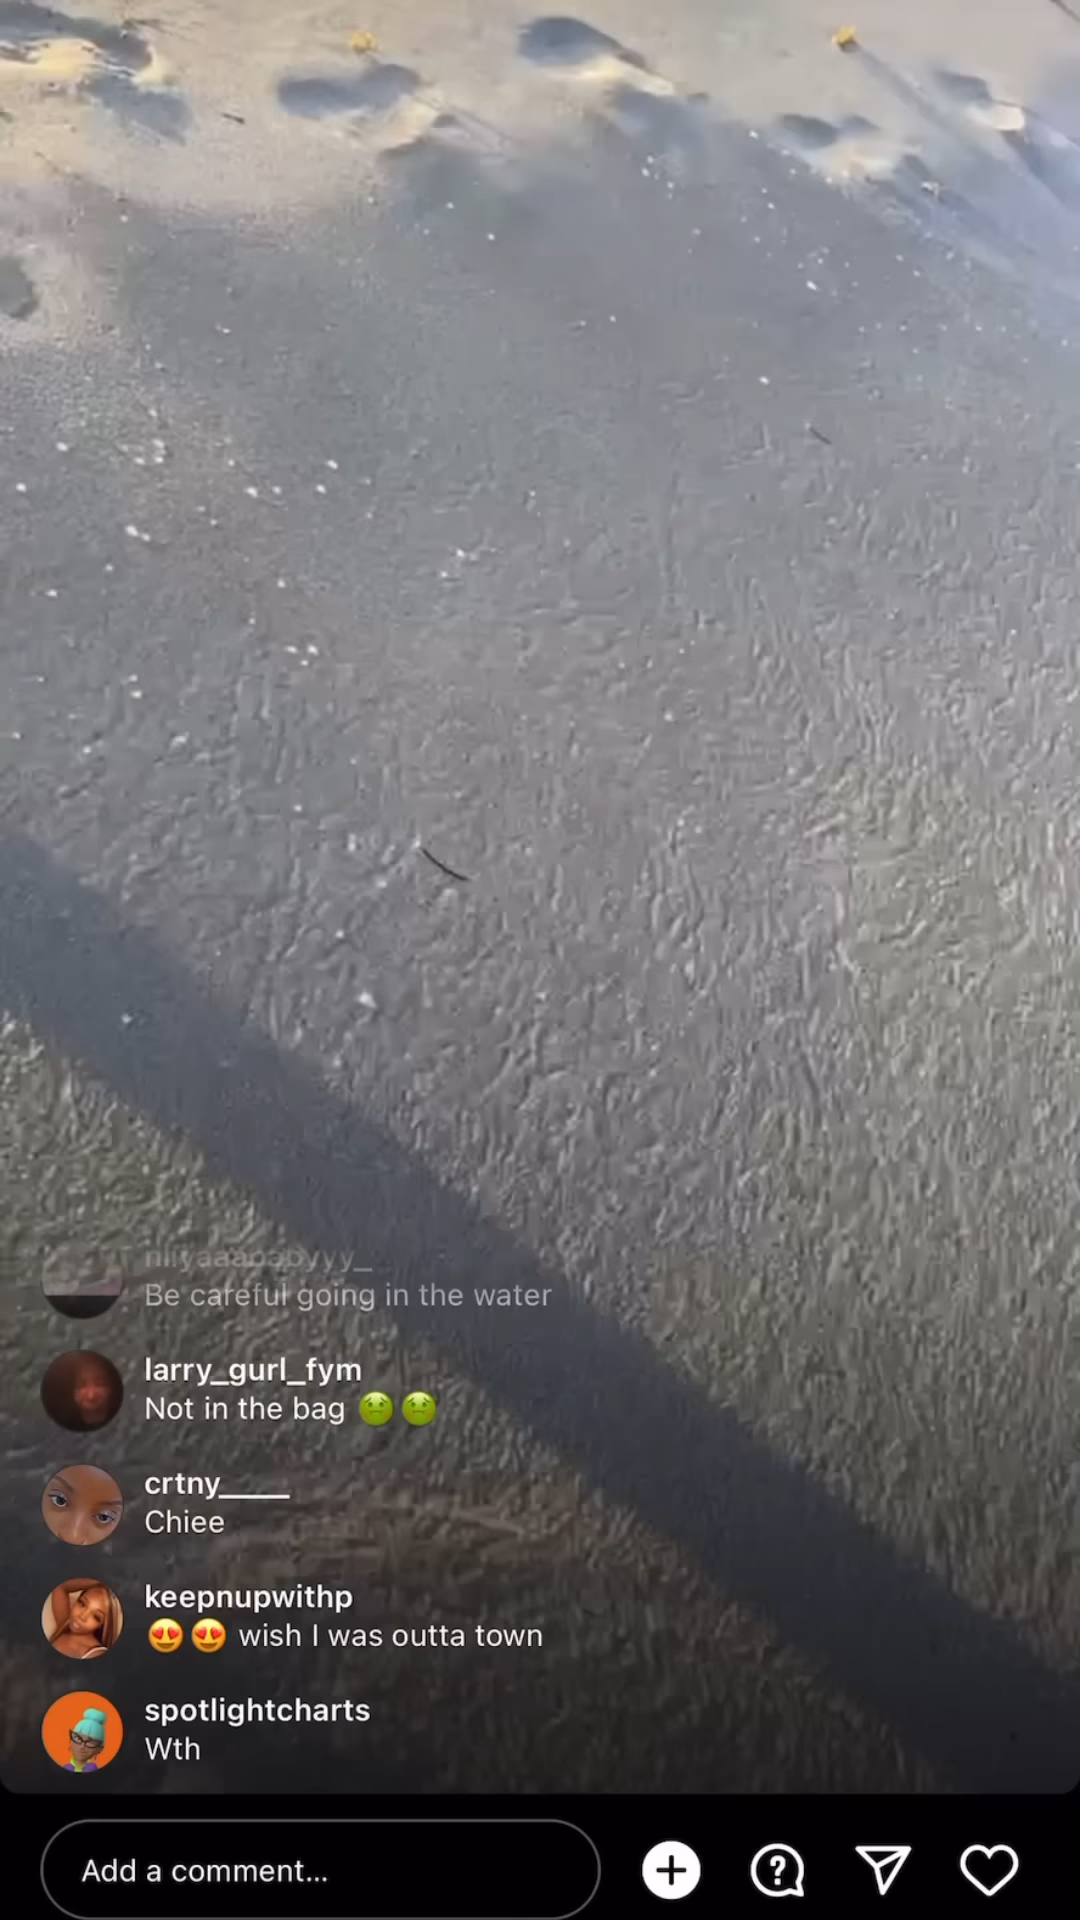 Be careful going in the water
larry_gurl_fym
Not in the bag 🤢🤢
crtny_____
Chiee
keepnupwithp
😍😍 wish I was outta town
spotlightcharts
Wth
Add a comment...